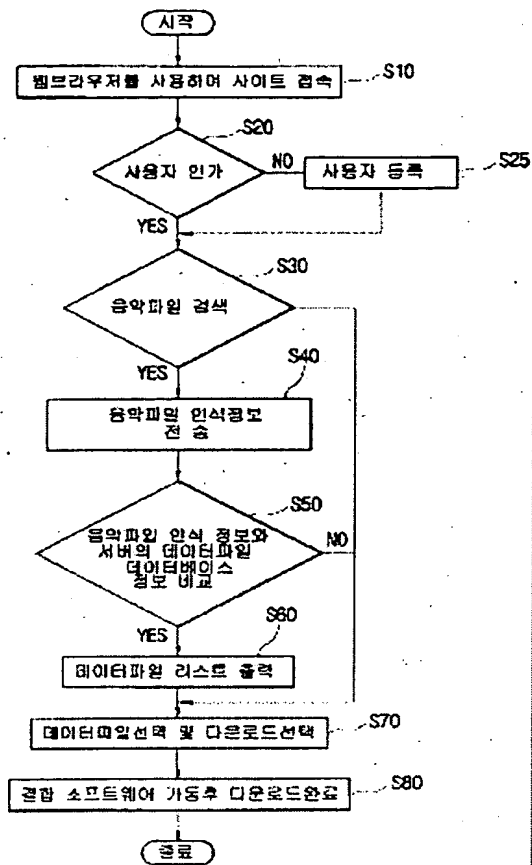 시작
웹브라우저를 사용하여 사이트 접속
S10
S20
사용자 인가
NO
사용자 등록
S25
YES
S30
음악파일 검색
YES
S40
음악파일 인식정보
전 송
S50
음악파일 인식 정보와
서버의 데이터파일
데이터베이스
정보 비교
NO
YES
S60
데이터파일 리스트 출력
S70
데이터파일선택 및 다운로드선택
S80
결합 소프트웨어 가동후 다운로드완료
종료